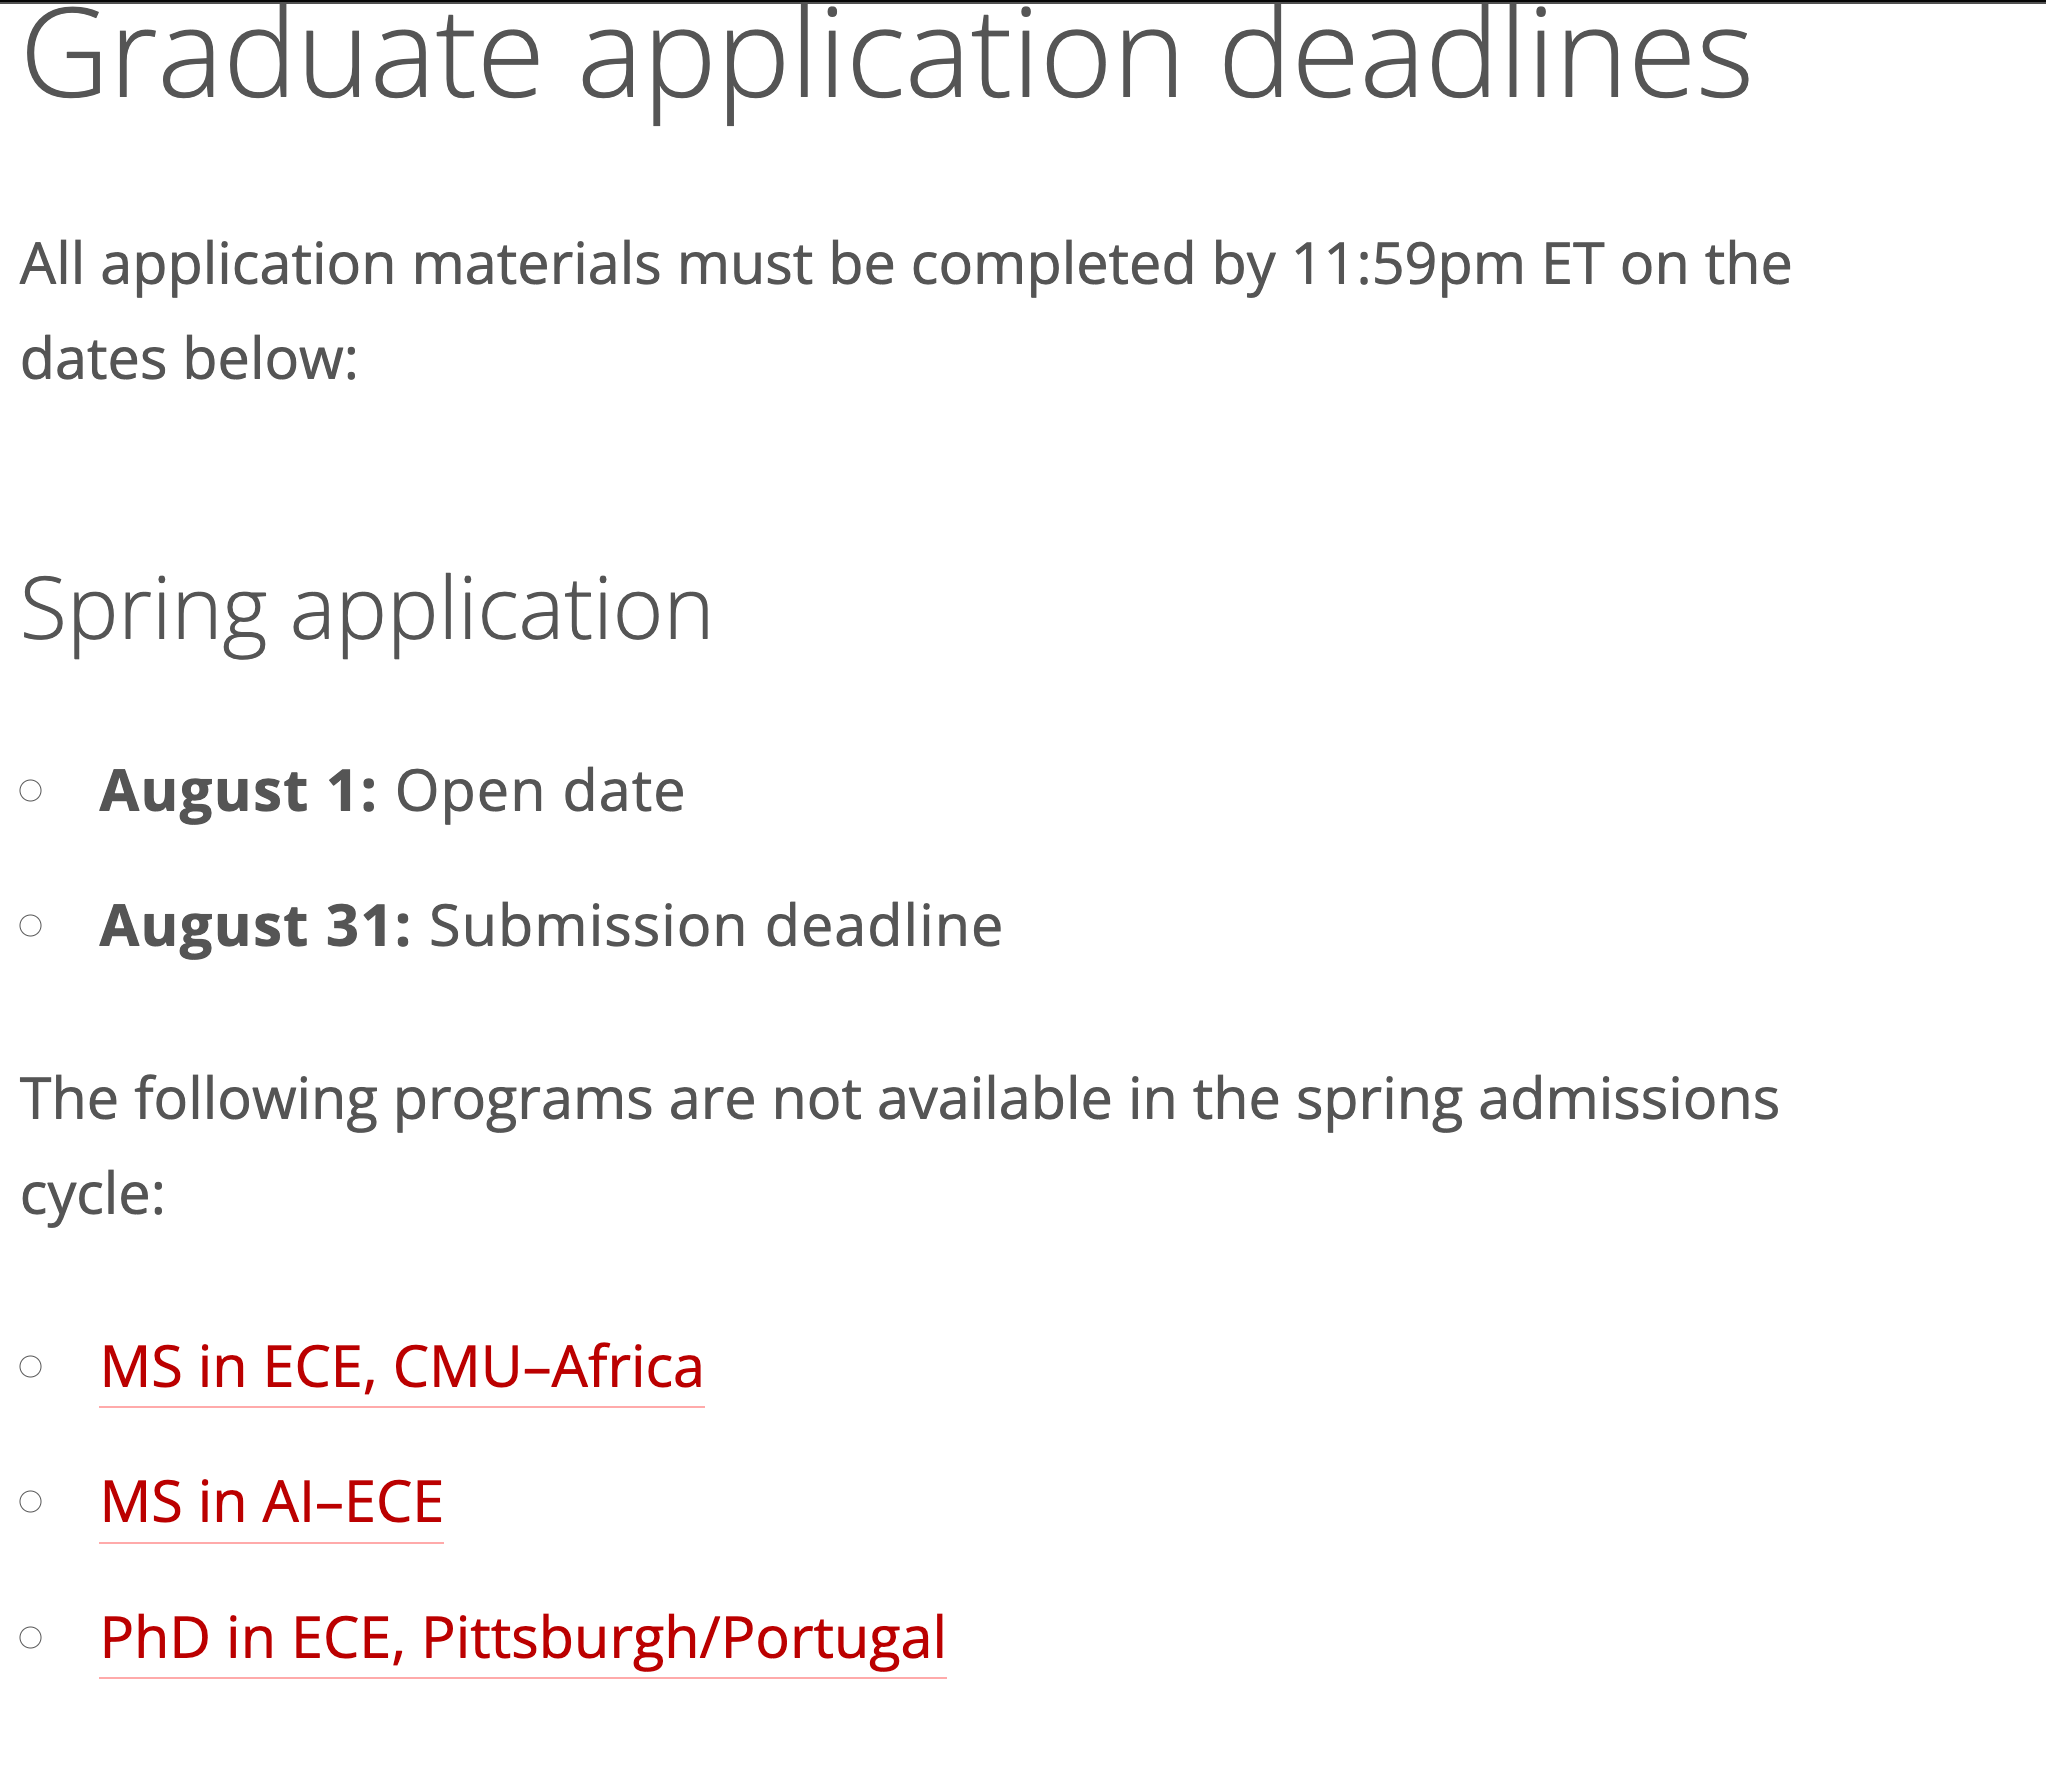 Graduate application deadlines
All application materials must be completed by 11:59pm ET on the
dates below:
Spring application
August 1: Open date
August 31: Submission deadline
The following programs are not available in the spring admissions
cycle:
MS in ECE, CMU–Africa
MS in AI–ECE
PhD in ECE, Pittsburgh/Portugal